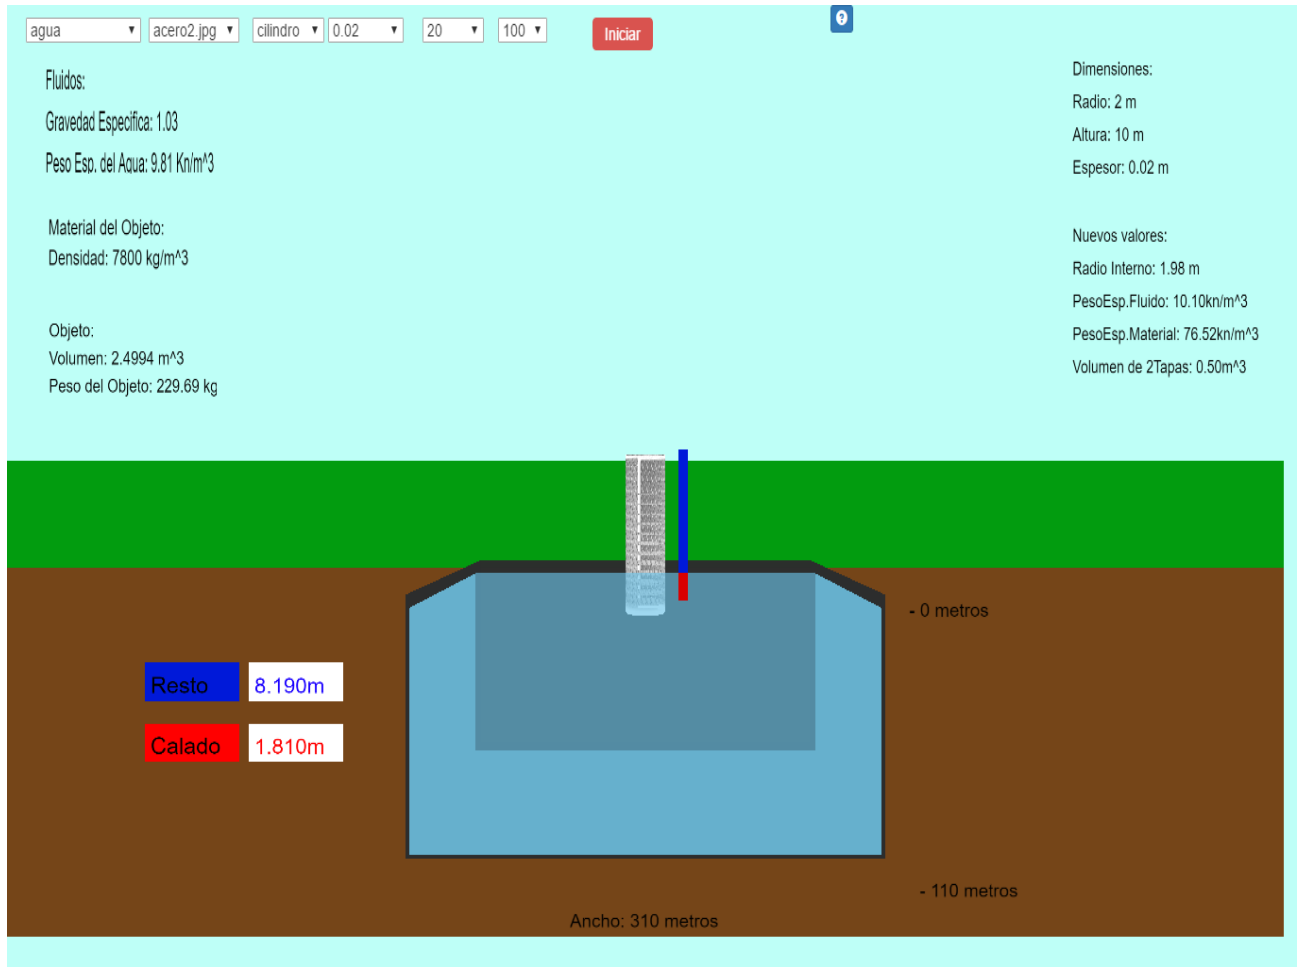 agua acero2.jpg cilindro 0.02 20 100 Iniciar
Fluidos:
Gravedad Especifica: 1.03
Peso Esp. del Agua: 9.81 Kn/m^3
Material del Objeto:
Densidad: 7800 kg/m^3
Objeto:
Volumen: 2.4994 m^3
Peso del Objeto: 229.69 kg
Dimensiones:
Radio: 2 m
Altura: 10 m
Espesor: 0.02 m
Nuevos valores:
Radio Interno: 1.98 m
PesoEsp.Fluido: 10.10kn/m^3
PesoEsp.Material: 76.52kn/m^3
Volumen de 2Tapas: 0.50m^3
- 0 metros
Resto 8.190m
Calado 1.810m
- 110 metros
Ancho: 310 metros